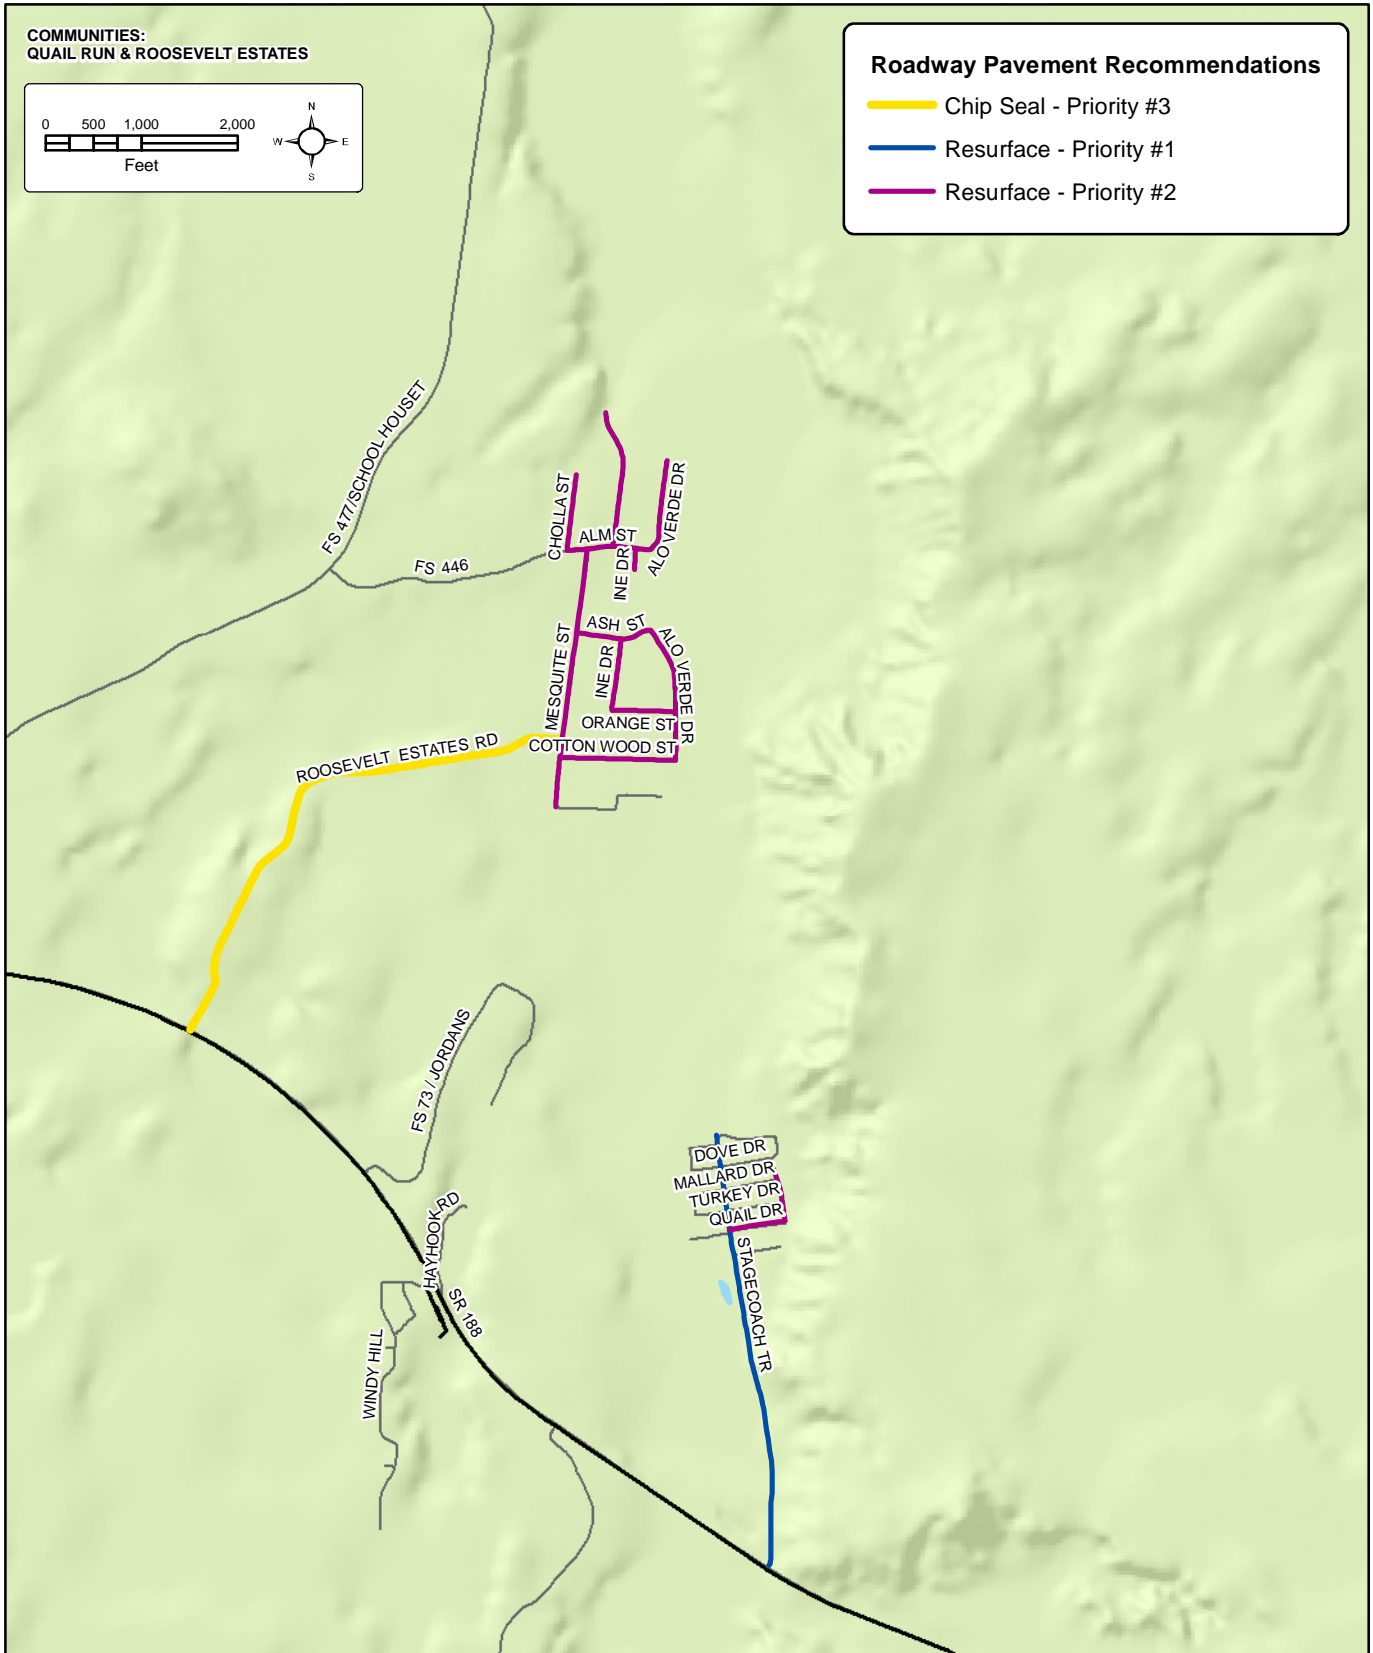 COMMUNITIES:
QUAIL RUN & ROOSEVELT ESTATES
0 500 1,000 2,000
Feet
N
W E
S
Roadway Pavement Recommendations
Chip Seal - Priority #3
Resurface - Priority #1
Resurface - Priority #2
FS 477/SCHOOL HOUSET
FS 446
CHOLLA ST
ALM ST
ALO VERDE DR
INE DR
ASH ST
MESQUITE ST
INE DR
ALO VERDE DR
ORANGE ST
COTTON WOOD ST
ROOSEVELT ESTATES RD
FS 73 / JORDANS
DOVE DR
MALLARD DR
TURKEY DR
QUAIL DR
STAGECOACH TR
HAYHOOK RD
SR 188
WINDY HILL